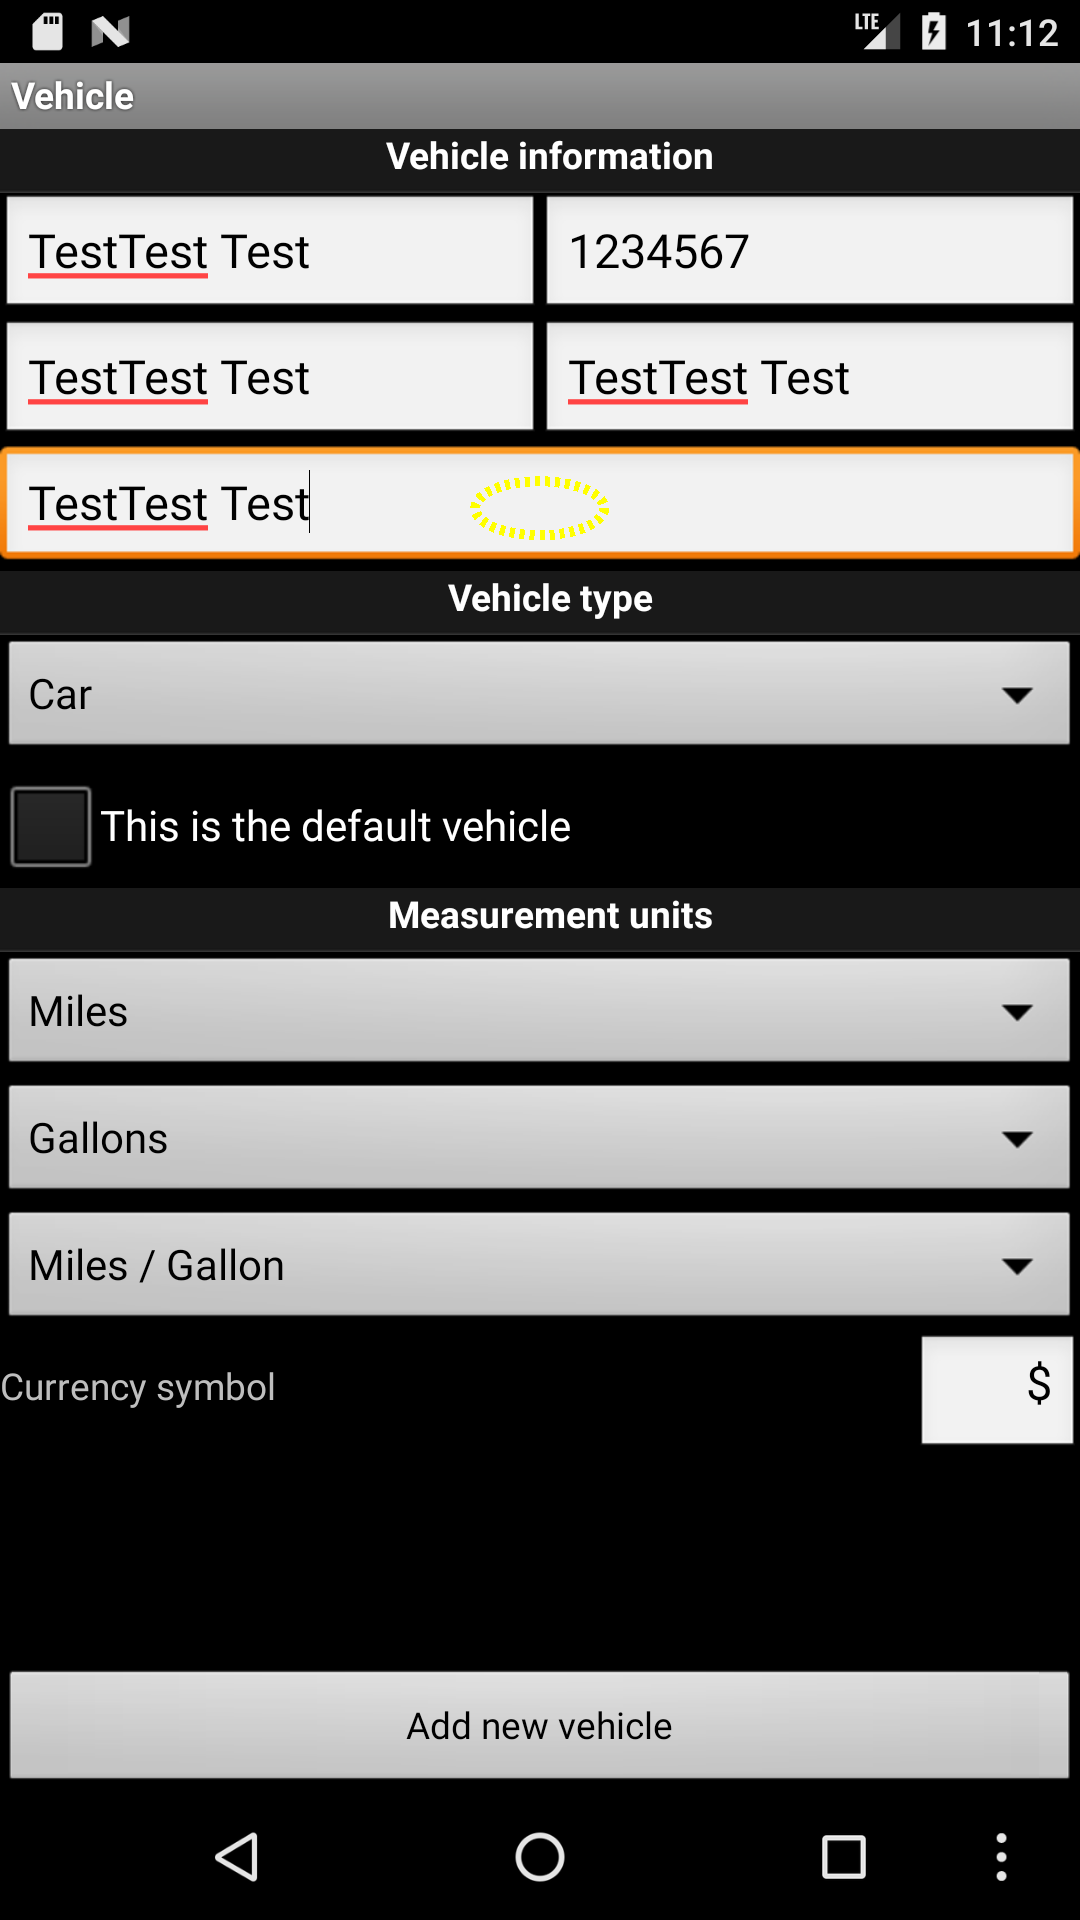 LTE 11:12
Vehicle
Vehicle information
TestTest Test 1234567
TestTest Test TestTest Test
TestTest Test
Vehicle type
Car
This is the default vehicle
Measurement units
Miles
Gallons
Miles / Gallon
Currency symbol $
Add new vehicle